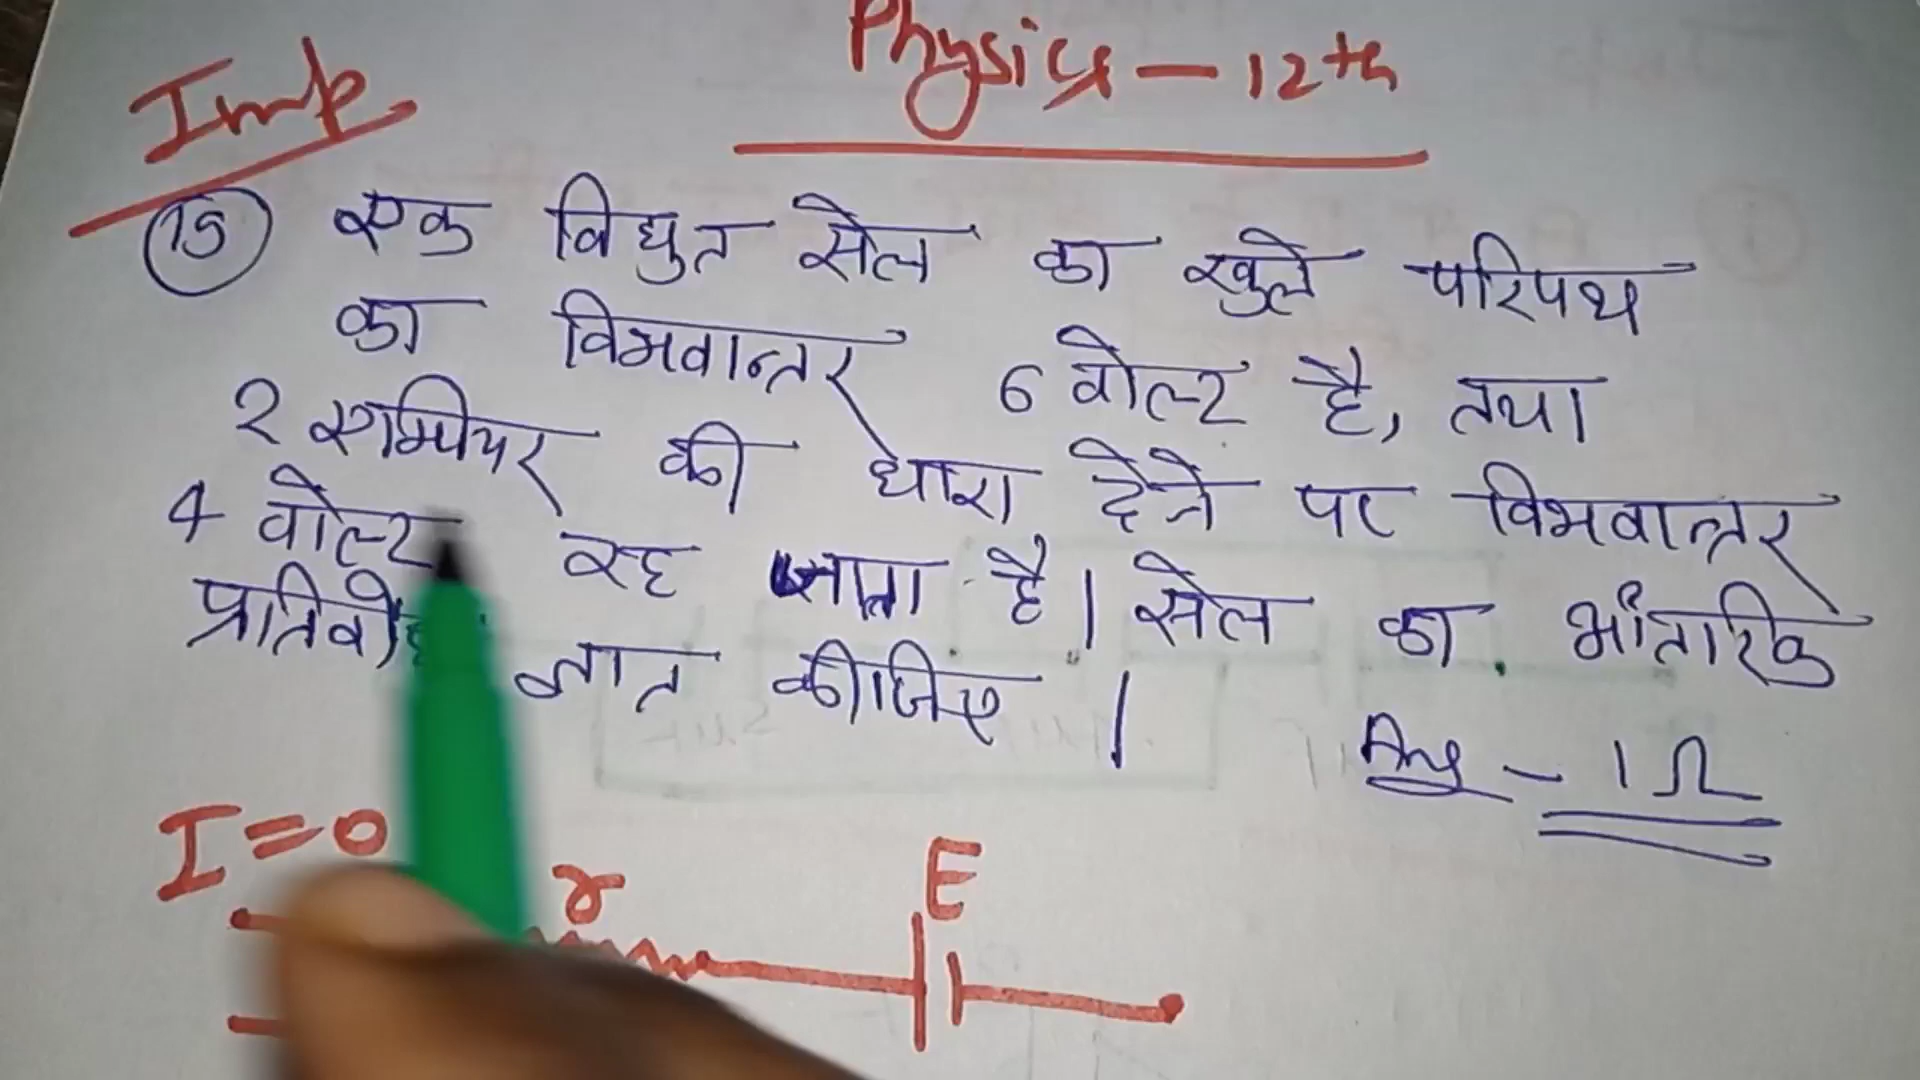 Physics - 12th
Imp
15 एक विद्युत सेल का खुले परिपथ
का विभवान्तर 6 वोल्ट है, तथा
2 एम्पियर की धारा देने पर विभवान्तर
4 वोल्ट रह जाता है। सेल का आंतरिक
ज्ञात कीजिए ।
Ans - 1 Ω
I = 0
r E